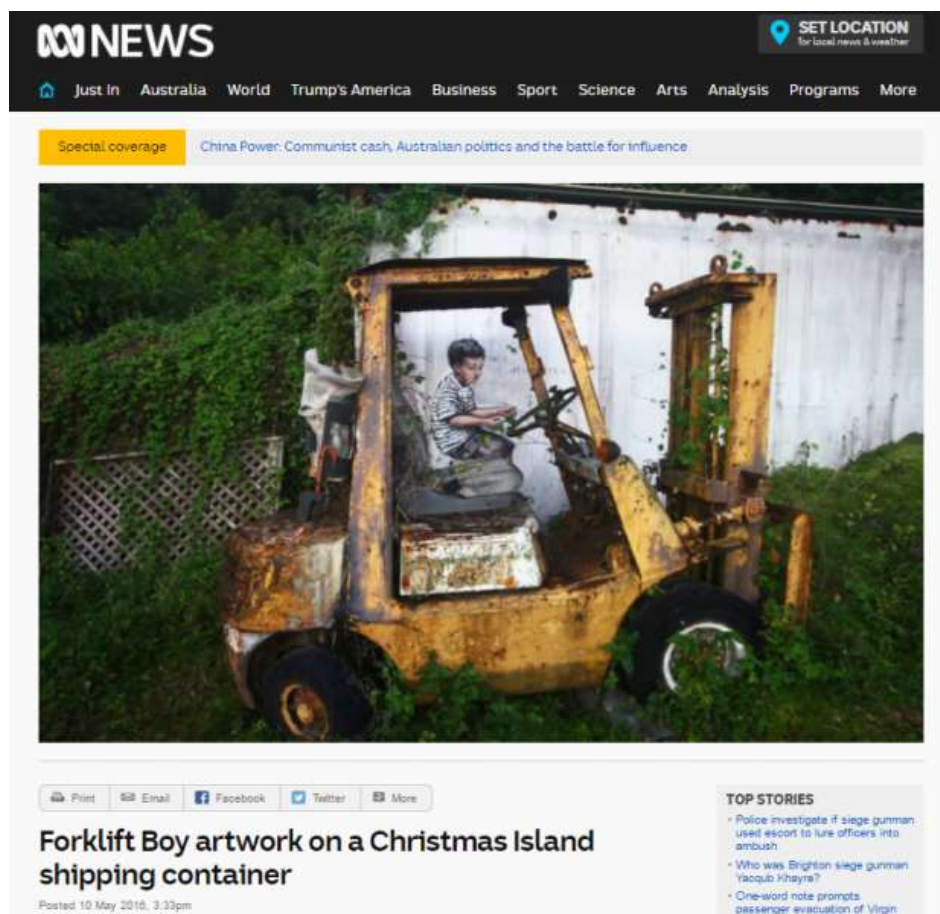 NEWS
SET LOCATION
for local news & weather
Just In Australia World Trump's America Business Sport Science Arts Analysis Programs More
Special coverage China Power: Communist cash, Australian politics and the battle for influence
Print Email Facebook Twitter More
Forklift Boy artwork on a Christmas Island
shipping container
Posted 10 May 2016, 3:33pm
TOP STORIES
Police investigate if siege gunman
used escort to lure officers into
ambush
Who was Brighton siege gunman
Yacqub Khayre?
One-word note prompts
passenger evacuation of Virgin